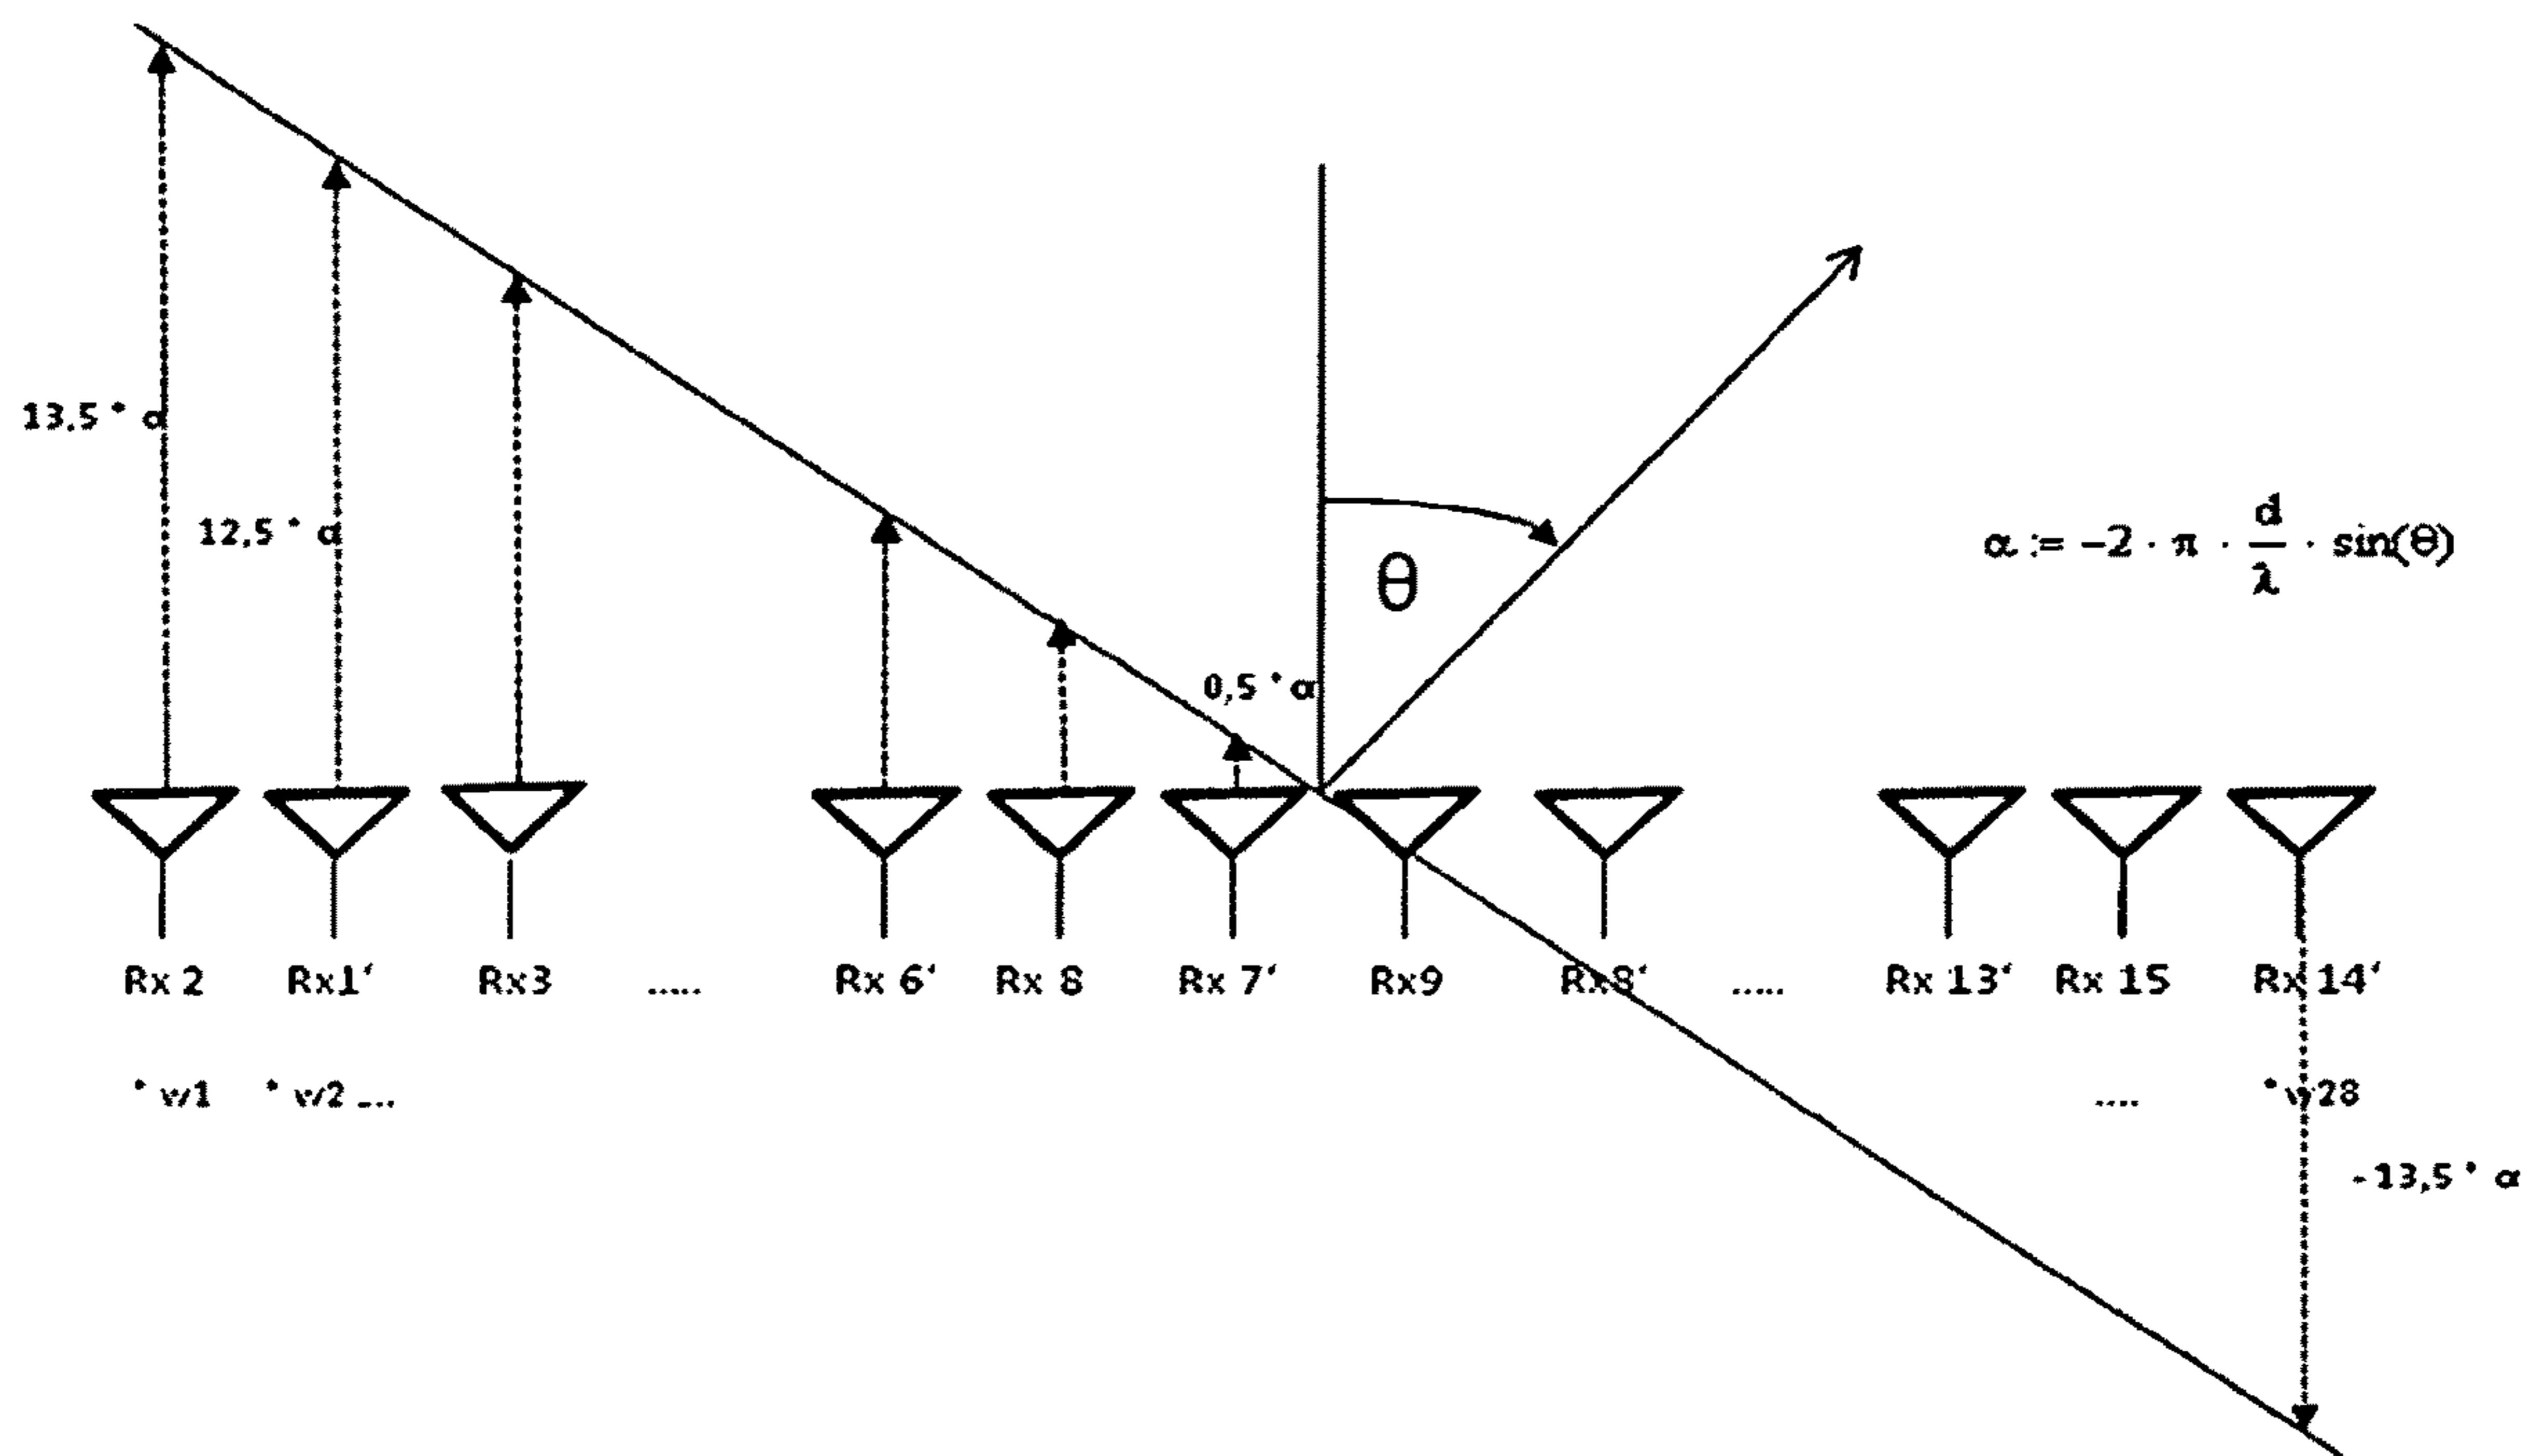 13,5 * α
12,5 * α
α := -2 · π · d/λ · sin(θ)
θ
0,5 * α
Rx 2 Rx1‘ Rx3 ..... Rx 6‘ Rx 8 Rx 7‘ Rx9 Rx8‘ ..... Rx 13‘ Rx 15 Rx 14‘
* w1 * w2 ... .... * w28
- 13,5 * α